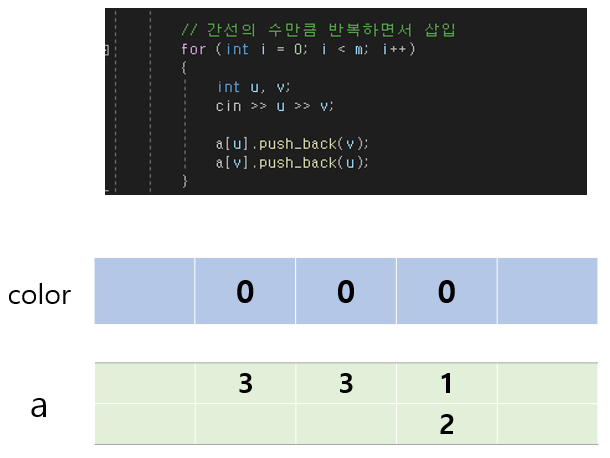 // 간선의 수만큼 반복하면서 삽입
for (int i = 0; i < m; i++)
{
int u, v;
cin >> u >> v;
a[u].push_back(v);
a[v].push_back(u);
}
color 0 0 0
a 3 3 1
2